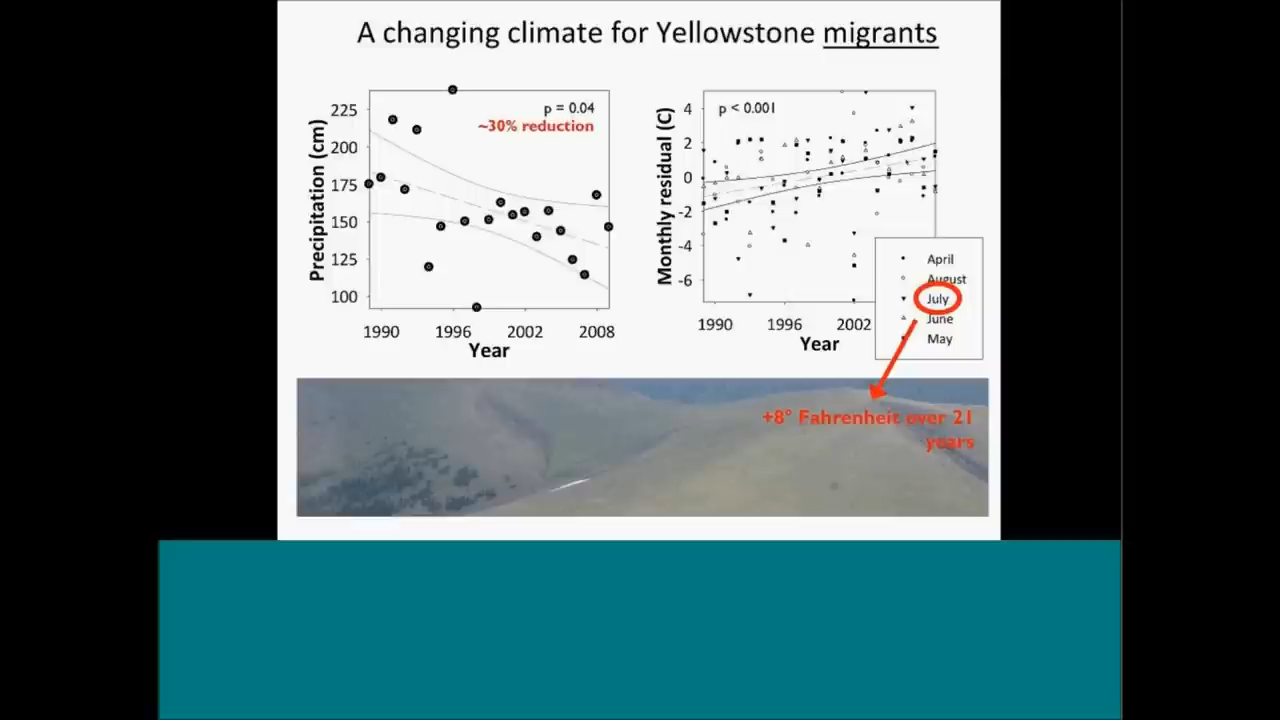 A changing climate for Yellowstone migrants
p = 0.04
~30% reduction
225
200
175
150
125
100
Precipitation (cm)
1990 1996 2002 2008
Year
p < 0.001
4
2
0
-2
-4
-6
Monthly residual (C)
1990 1996 2002
Year
April
August
July
June
May
+8° Fahrenheit over 21
years